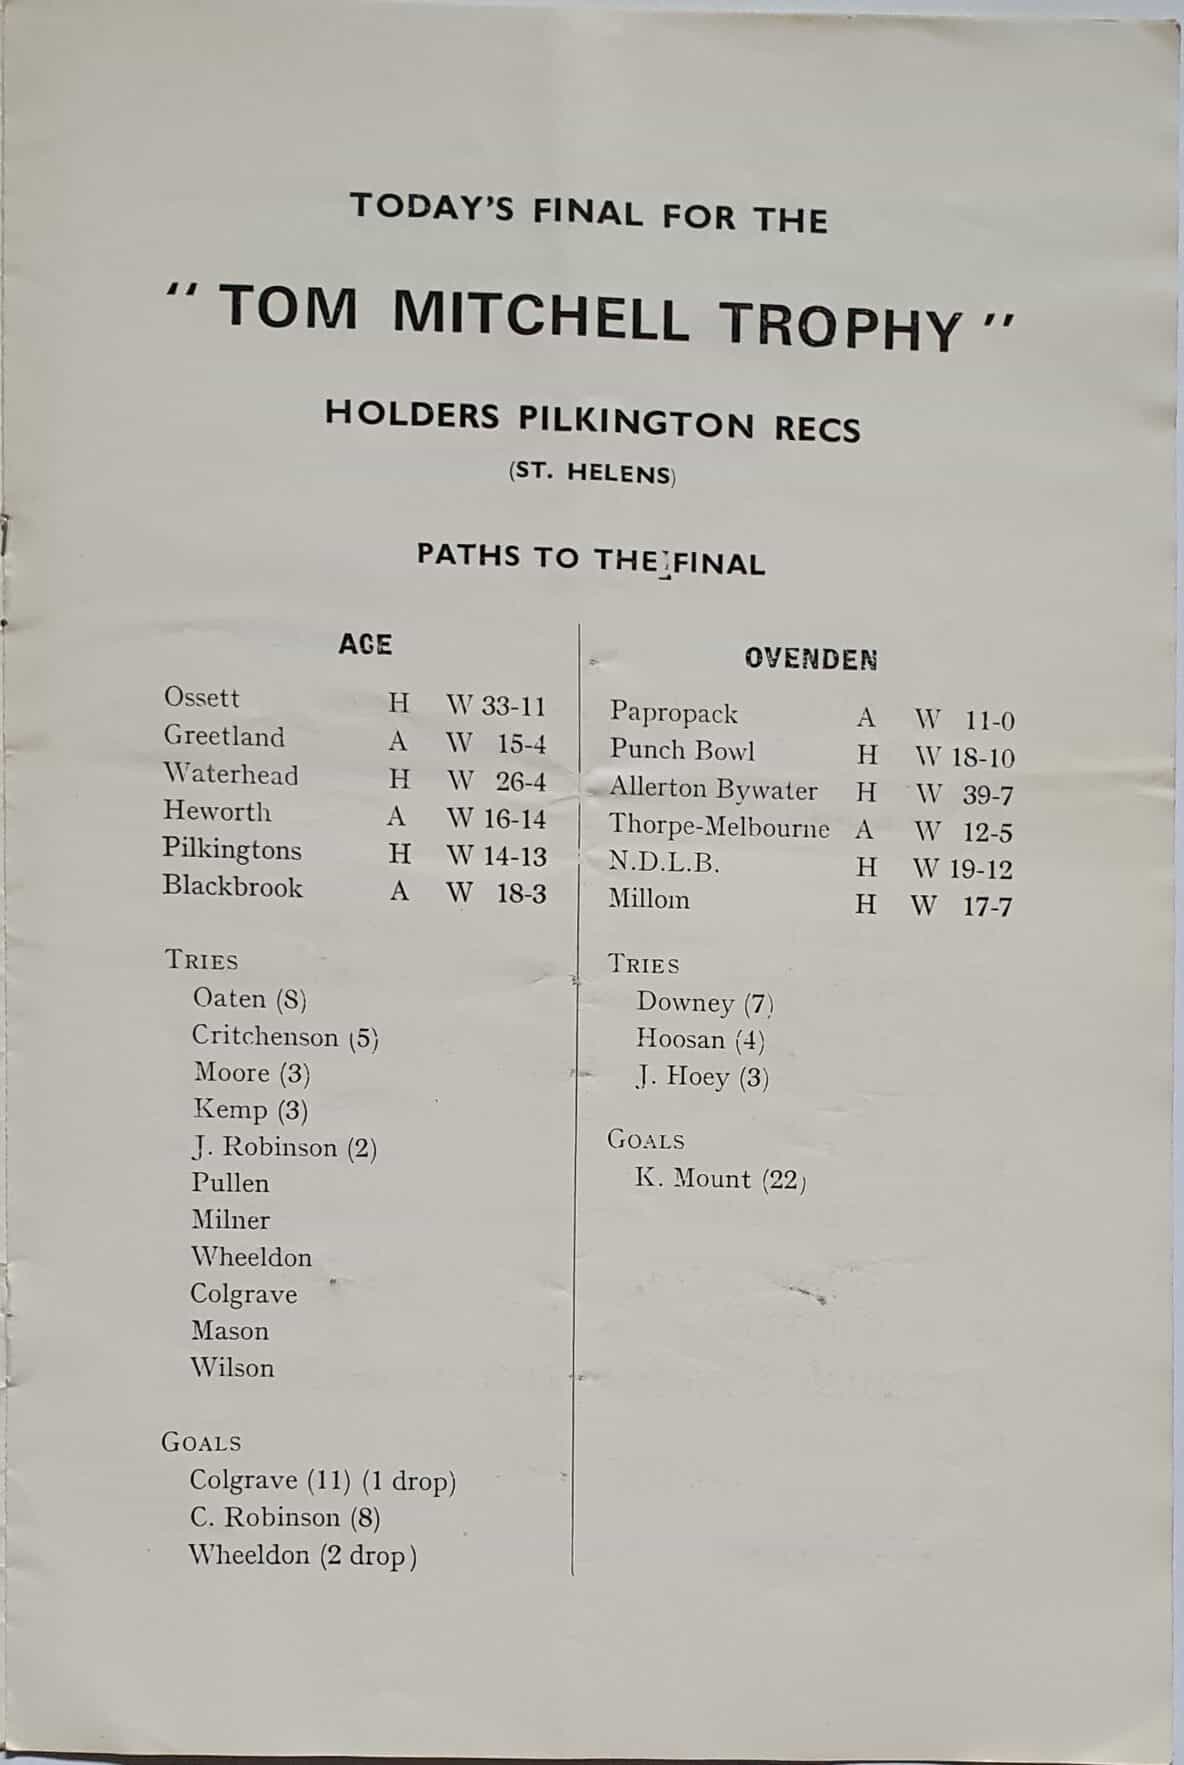 TODAY'S FINAL FOR THE
"TOM MITCHELL TROPHY"
HOLDERS PILKINGTON RECS
(ST. HELENS)
PATHS TO THE FINAL
ACE
Ossett H W 33-11
Greetland A W 15-4
Waterhead H W 26-4
Heworth A W 16-14
Pilkingtons H W 14-13
Blackbrook A W 18-3
TRIES
Oaten (8)
Critchenson (5)
Moore (3)
Kemp (3)
J. Robinson (2)
Pullen
Milner
Wheeldon
Colgrave
Mason
Wilson
GOALS
Colgrave (11) (1 drop)
C. Robinson (8)
Wheeldon (2 drop)
OVENDEN
Papropack A W 11-0
Punch Bowl H W 18-10
Allerton Bywater H W 39-7
Thorpe-Melbourne A W 12-5
N.D.L.B. H W 19-12
Millom H W 17-7
TRIES
Downey (7)
Hoosan (4)
J. Hoey (3)
GOALS
K. Mount (22)